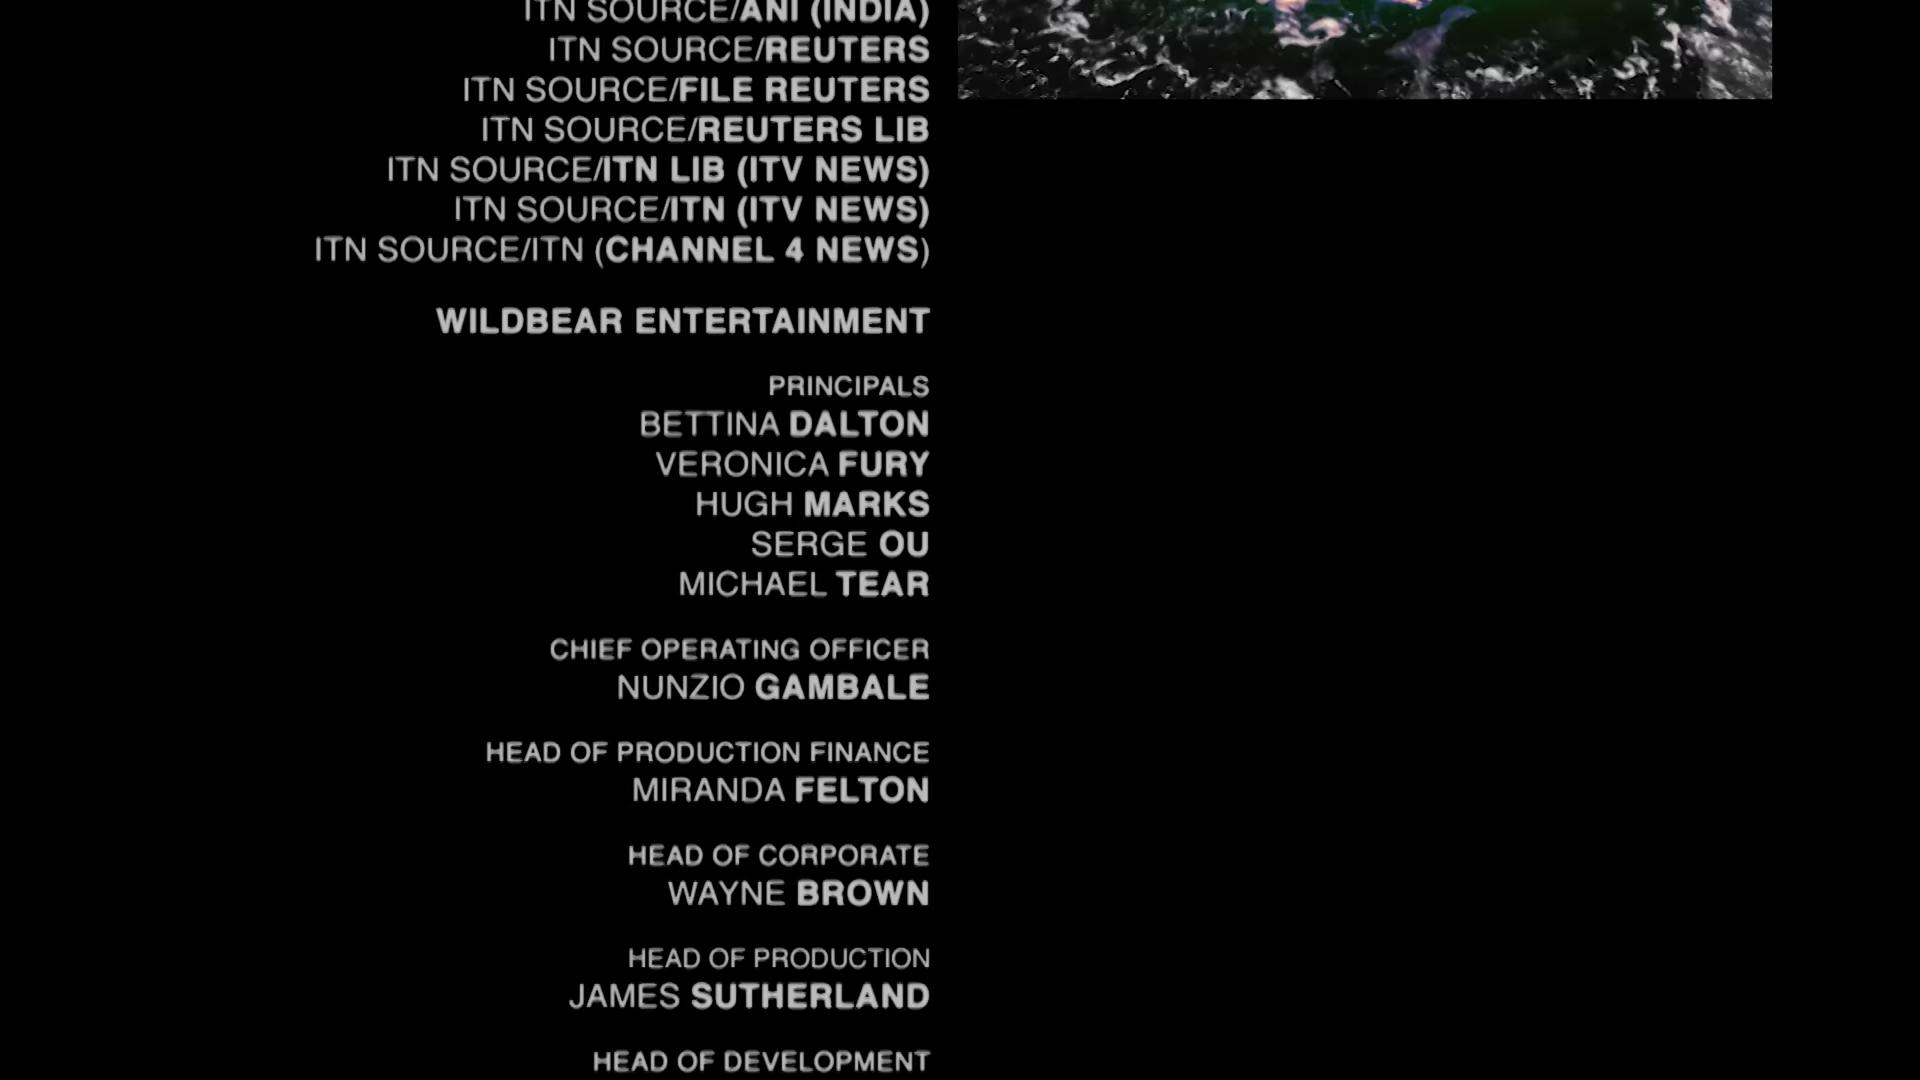 ITN SOURCE/ANI (INDIA)
ITN SOURCE/REUTERS
ITN SOURCE/FILE REUTERS
ITN SOURCE/REUTERS LIB
ITN SOURCE/ITN LIB (ITV NEWS)
ITN SOURCE/ITN (ITV NEWS)
ITN SOURCE/ITN (CHANNEL 4 NEWS)
WILDBEAR ENTERTAINMENT
PRINCIPALS
BETTINA DALTON
VERONICA FURY
HUGH MARKS
SERGE OU
MICHAEL TEAR
CHIEF OPERATING OFFICER
NUNZIO GAMBALE
HEAD OF PRODUCTION FINANCE
MIRANDA FELTON
HEAD OF CORPORATE
WAYNE BROWN
HEAD OF PRODUCTION
JAMES SUTHERLAND
HEAD OF DEVELOPMENT